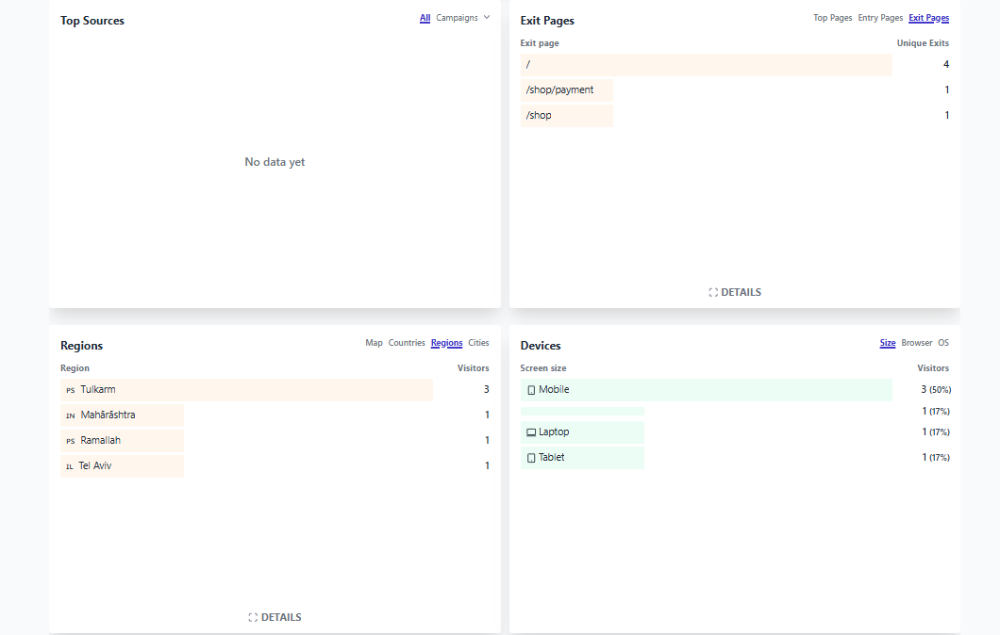 Top Sources
All Campaigns
No data yet
Exit Pages
Top Pages Entry Pages Exit Pages
Exit page Unique Exits
/ 4
/shop/payment 1
/shop 1
DETAILS
Regions
Map Countries Regions Cities
Region Visitors
PS Tulkarm 3
IN Mahārāshtra 1
PS Ramallah 1
IL Tel Aviv 1
DETAILS
Devices
Size Browser OS
Screen size Visitors
Mobile 3 (50%)
1 (17%)
Laptop 1 (17%)
Tablet 1 (17%)